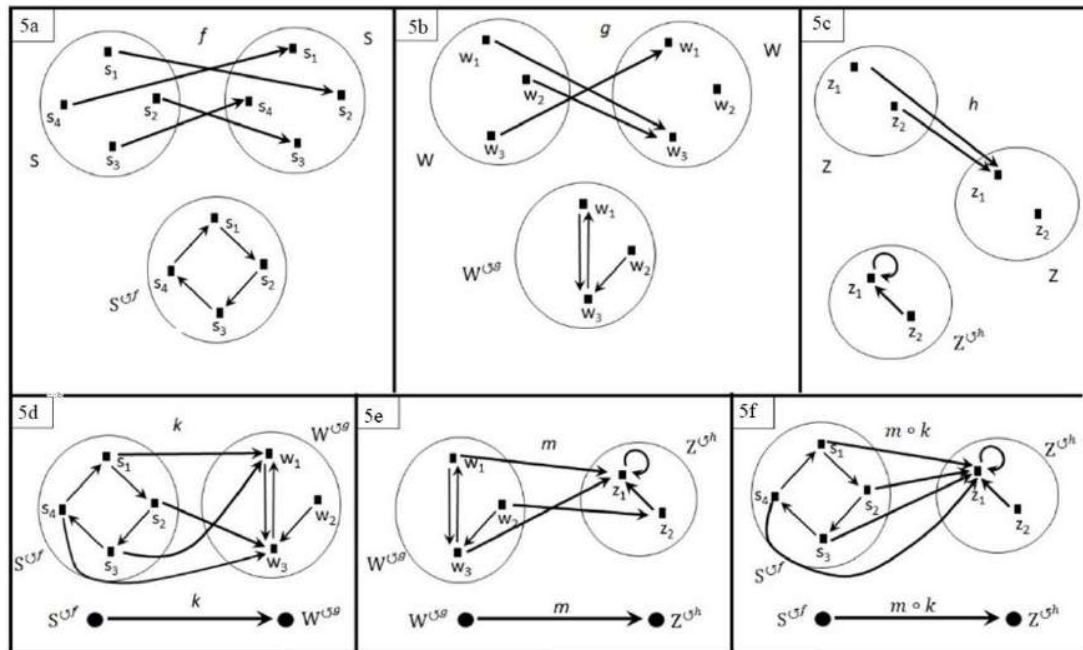 5a
f
S
s₁
s₁
s₄
s₂
s₄
s₂
s₃
s₃
S
s₁
s₄
s₂
s₃
S↺f
5b
g
W
w₁
w₁
w₂
w₂
w₃
w₃
W
w₁
w₂
w₃
W↺g
5c
z₁
h
z₂
Z
z₁
z₂
Z
z₁
z₂
Z↺h
5d
k
W↺g
s₁
w₁
s₄
s₂
w₂
s₃
w₃
S↺f
k
S↺f
W↺g
5e
m
Z↺h
w₁
z₁
w₂
z₂
w₃
W↺g
m
W↺g
Z↺h
5f
m ∘ k
Z↺h
s₁
z₁
s₄
s₂
z₂
s₃
S↺f
m ∘ k
S↺f
Z↺h